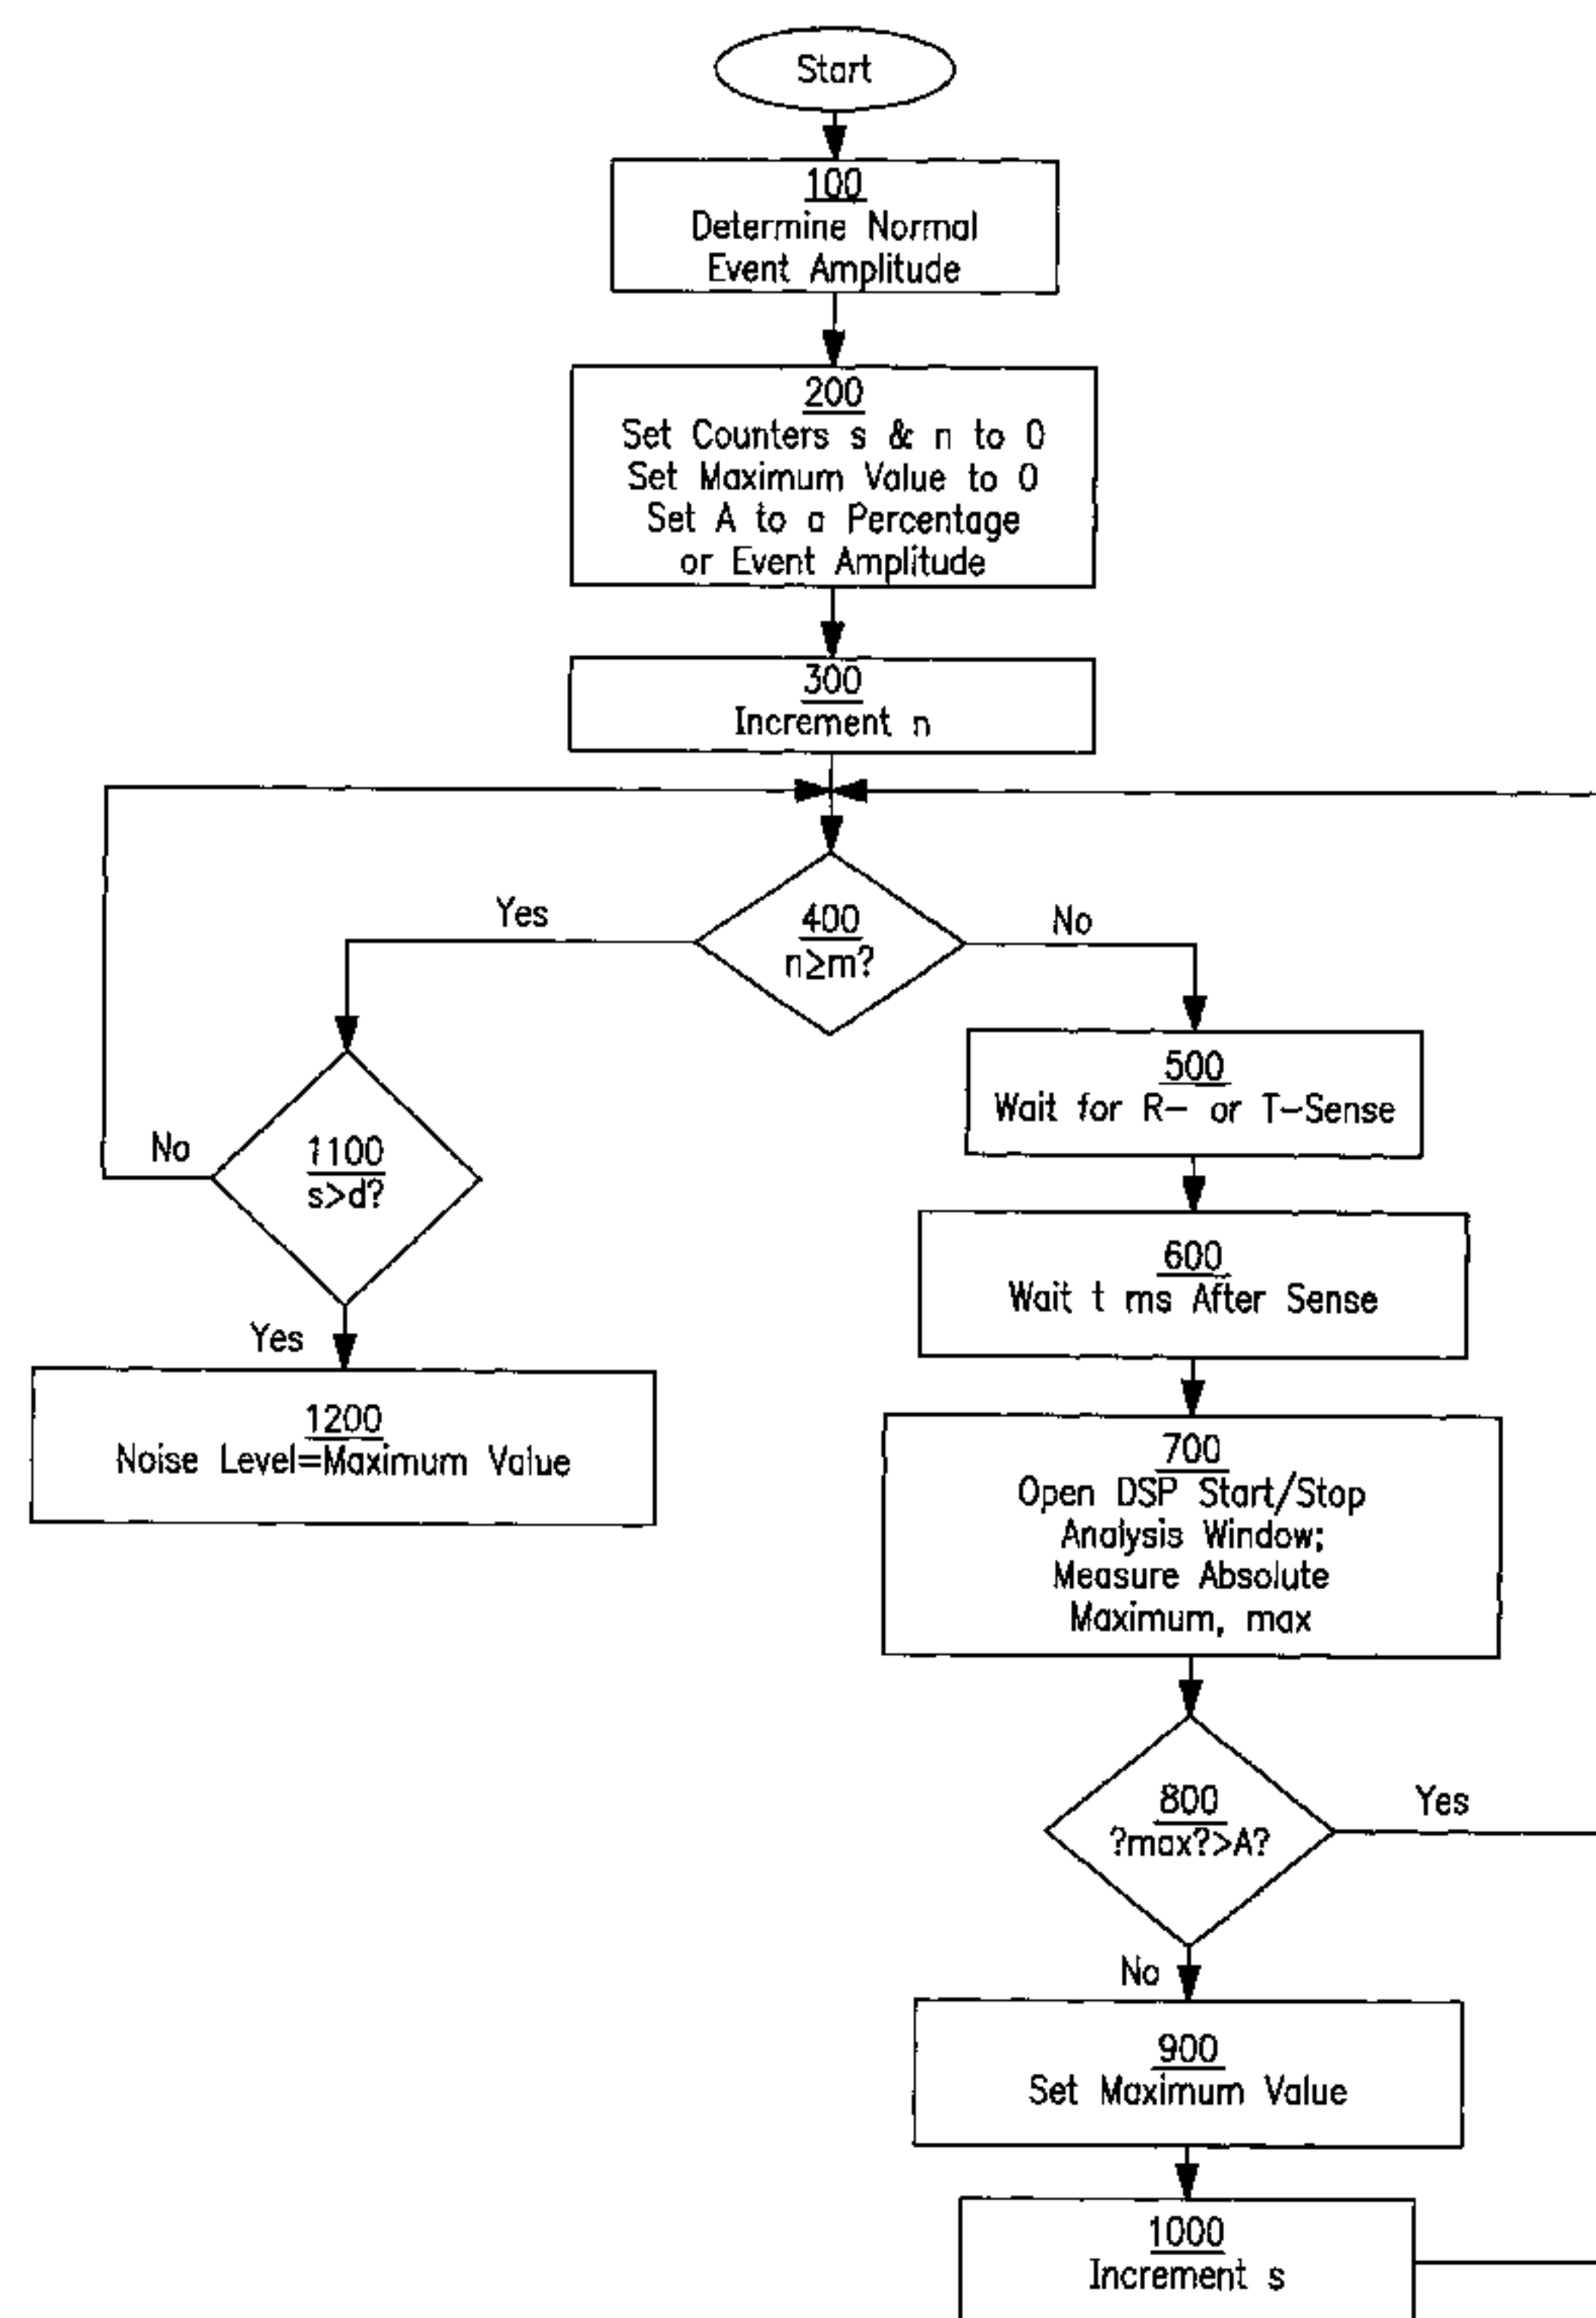 Start
100
Determine Normal
Event Amplitude
200
Set Counters s & n to 0
Set Maximum Value to 0
Set A to a Percentage
or Event Amplitude
300
Increment n
Yes
400
n≥m?
No
500
Wait for R- or T-Sense
No
1100
s>d?
600
Wait t ms After Sense
Yes
1200
Noise Level=Maximum Value
700
Open DSP Start/Stop
Analysis Window;
Measure Absolute
Maximum, max
800
?max?>A?
Yes
No
900
Set Maximum Value
1000
Increment s